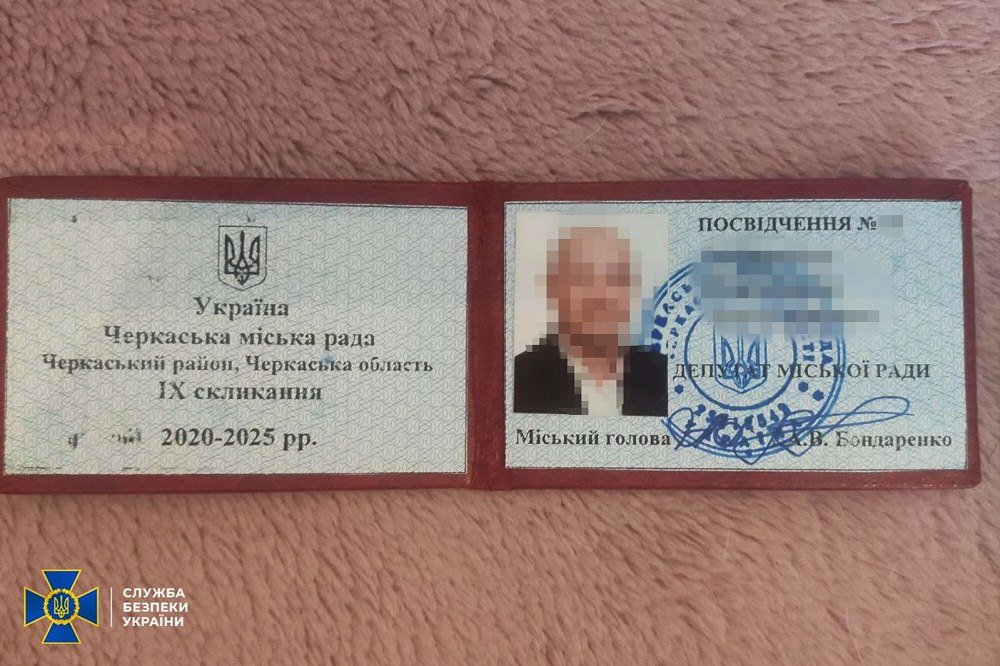 Україна
Черкаська міська рада
Черкаський район, Черкаська область
IX скликання
2020-2025 рр.
ПОСВІДЧЕННЯ №
ДЕПУТАТ МІСЬКОЇ РАДИ
Міський голова А.В. Бондаренко
СЛУЖБА
БЕЗПЕКИ
УКРАЇНИ